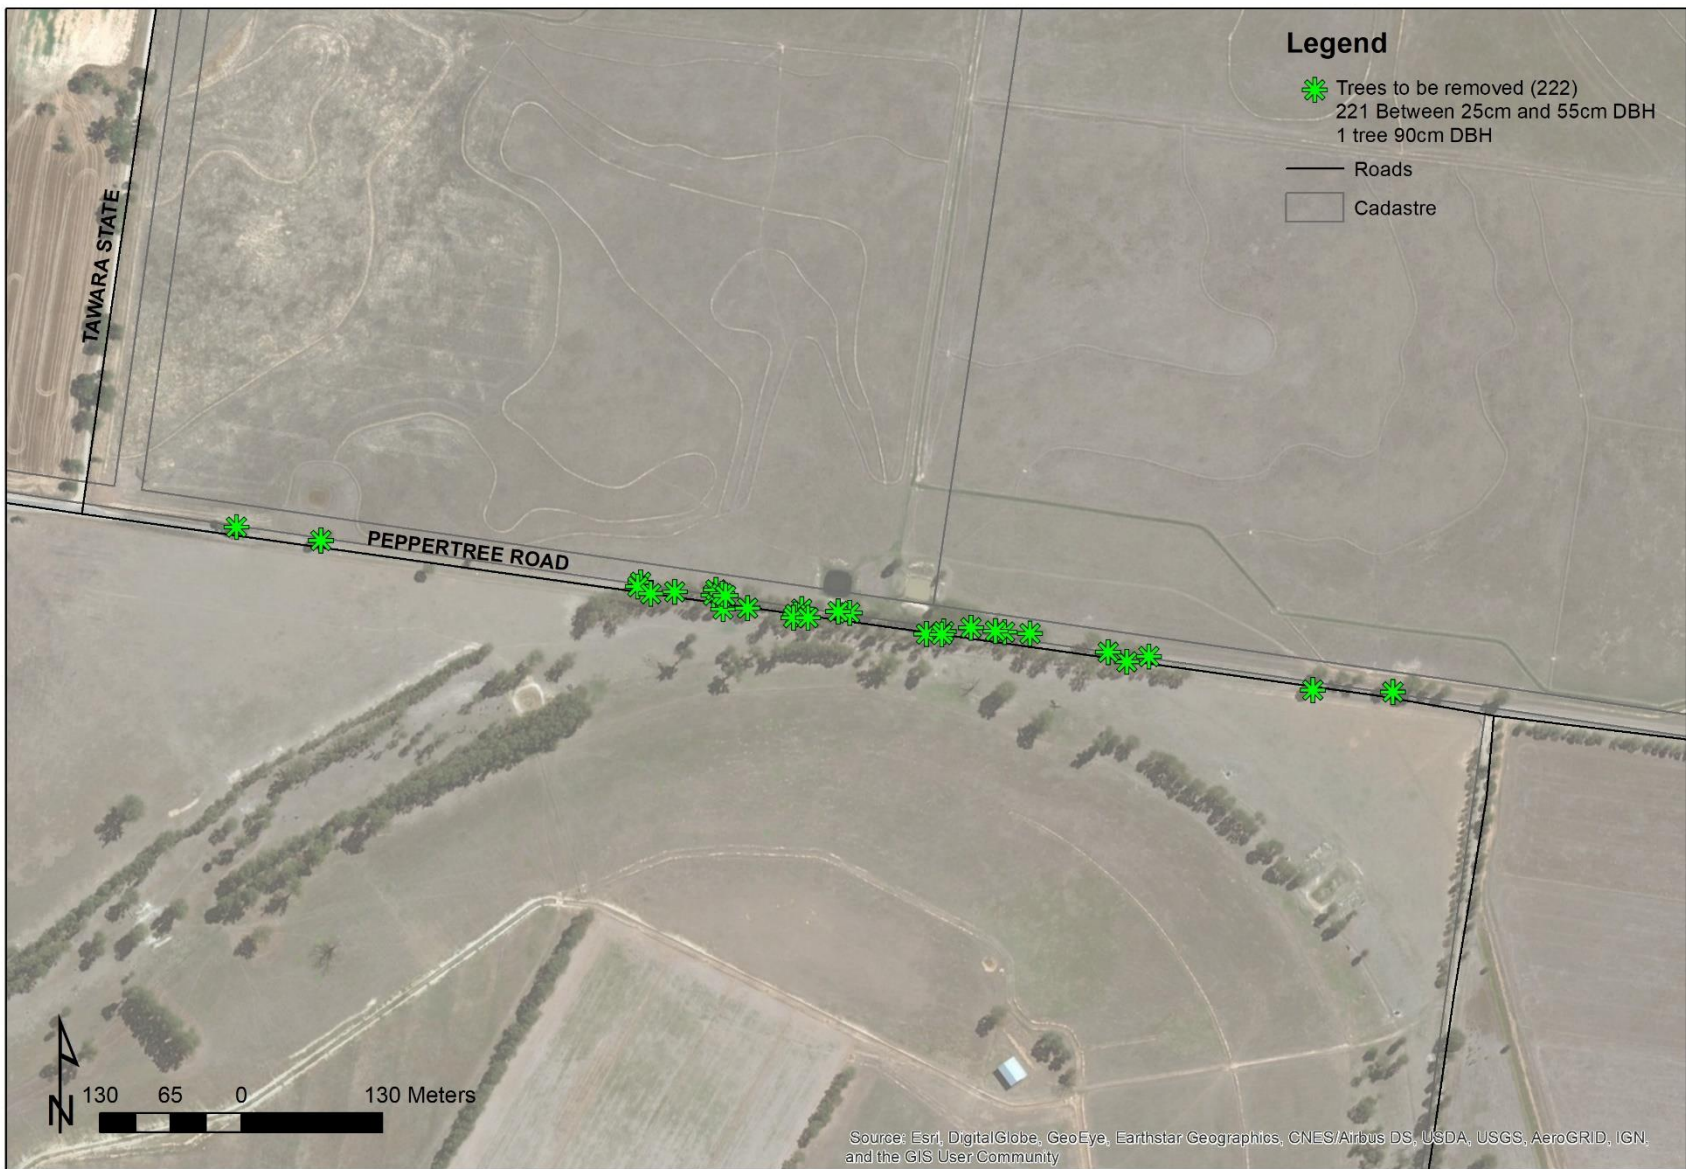 Legend
Trees to be removed (222)
221 Between 25cm and 55cm DBH
1 tree 90cm DBH
Roads
Cadastre
TAWARA STATE
PEPPERTREE ROAD
N
130 65 0 130 Meters
Source: Esri, DigitalGlobe, GeoEye, Earthstar Geographics, CNES/Airbus DS, USDA, USGS, AeroGRID, IGN,
and the GIS User Community